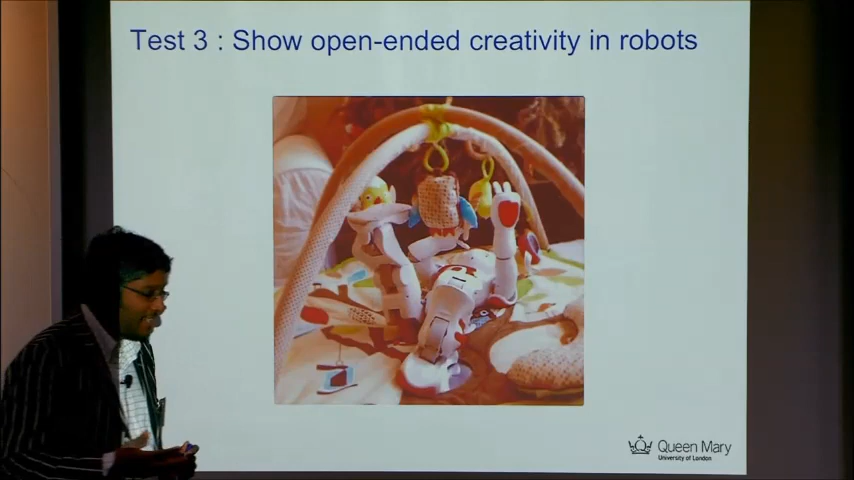 Test 3 : Show open-ended creativity in robots
Queen Mary
University of London